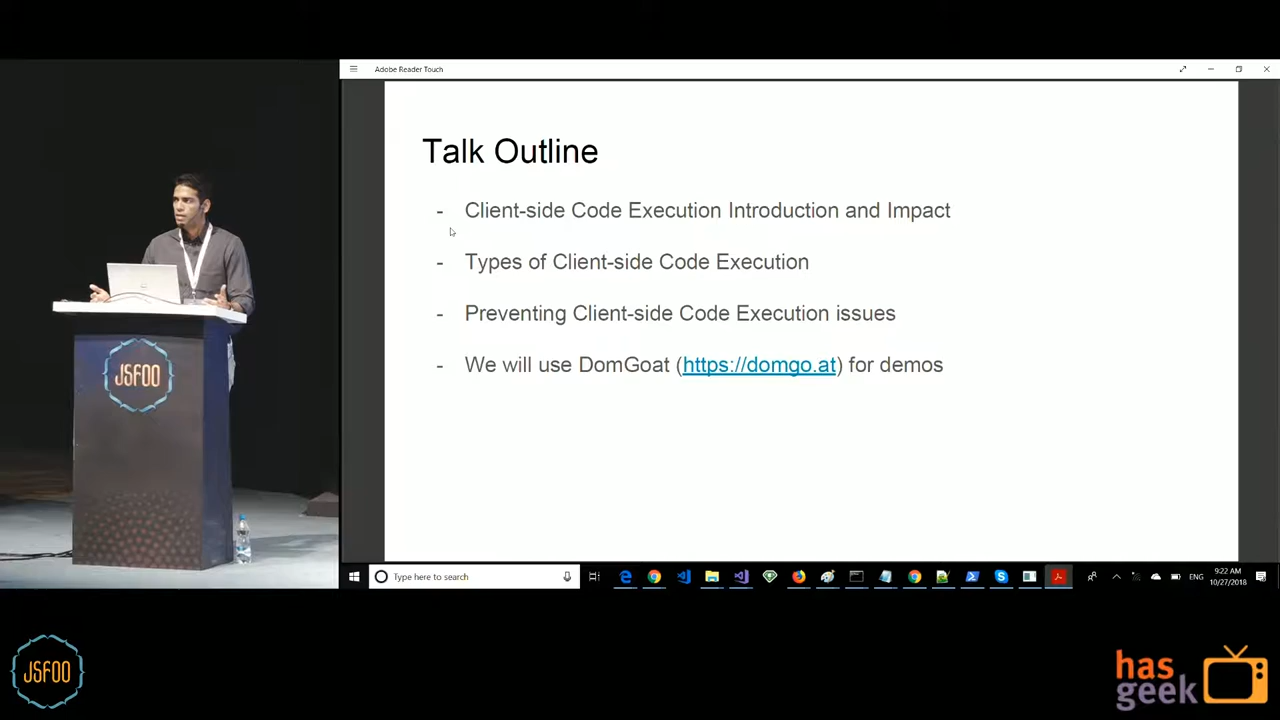 Adobe Reader Touch
Talk Outline
- Client-side Code Execution Introduction and Impact
- Types of Client-side Code Execution
- Preventing Client-side Code Execution issues
- We will use DomGoat (https://domgo.at) for demos
JSFOO
Type here to search
ENG
9:22 AM
10/27/2018
JSFOO
has
geek